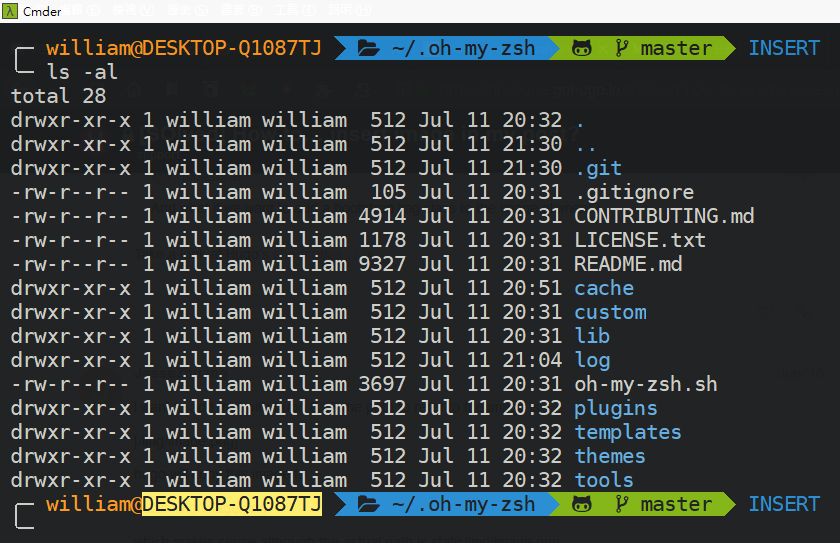 Cmder
william@DESKTOP-Q1087TJ ~/.oh-my-zsh master INSERT
ls -al
total 28
drwxr-xr-x 1 william william 512 Jul 11 20:32 .
drwxr-xr-x 1 william william 512 Jul 11 21:30 ..
drwxr-xr-x 1 william william 512 Jul 11 21:30 .git
-rw-r--r-- 1 william william 105 Jul 11 20:31 .gitignore
-rw-r--r-- 1 william william 4914 Jul 11 20:31 CONTRIBUTING.md
-rw-r--r-- 1 william william 1178 Jul 11 20:31 LICENSE.txt
-rw-r--r-- 1 william william 9327 Jul 11 20:31 README.md
drwxr-xr-x 1 william william 512 Jul 11 20:51 cache
drwxr-xr-x 1 william william 512 Jul 11 20:32 custom
drwxr-xr-x 1 william william 512 Jul 11 20:31 lib
drwxr-xr-x 1 william william 512 Jul 11 21:04 log
-rw-r--r-- 1 william william 3697 Jul 11 20:31 oh-my-zsh.sh
drwxr-xr-x 1 william william 512 Jul 11 20:32 plugins
drwxr-xr-x 1 william william 512 Jul 11 20:32 templates
drwxr-xr-x 1 william william 512 Jul 11 20:32 themes
drwxr-xr-x 1 william william 512 Jul 11 20:32 tools
william@DESKTOP-Q1087TJ ~/.oh-my-zsh master INSERT